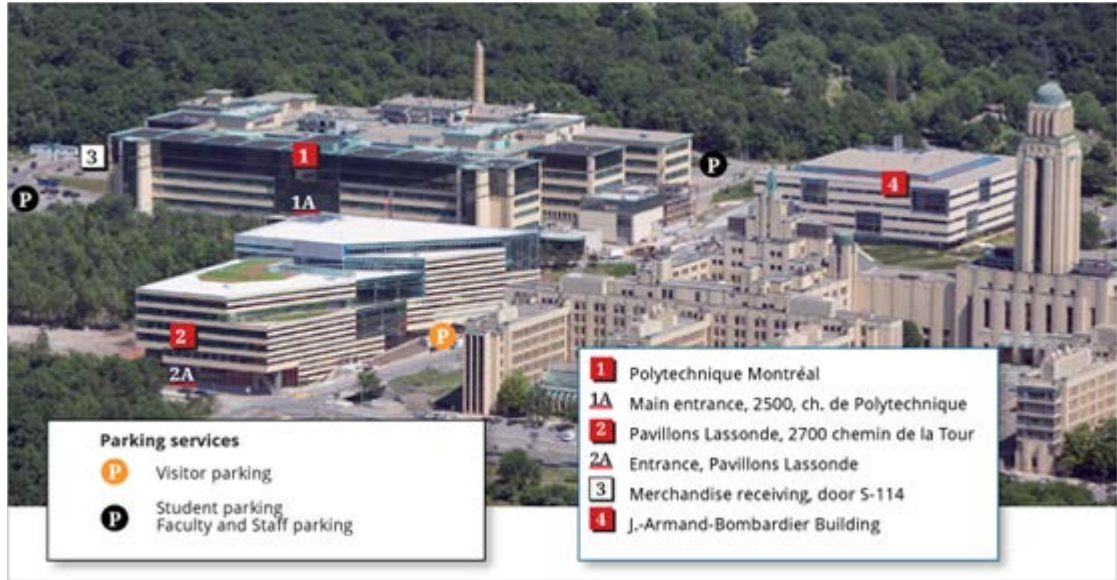 3
1
P
4
P
1A
2
P
2A
1 Polytechnique Montréal
1A Main entrance, 2500, ch. de Polytechnique
2 Pavillons Lassonde, 2700 chemin de la Tour
2A Entrance, Pavillons Lassonde
3 Merchandise receiving, door S-114
4 J.-Armand-Bombardier Building
Parking services
P Visitor parking
P Student parking
Faculty and Staff parking